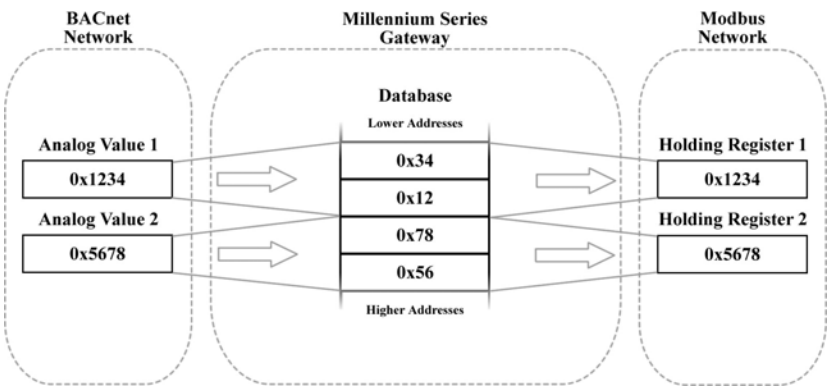 BACnet
Network
Millennium Series
Gateway
Modbus
Network
Database
Lower Addresses
Analog Value 1
0x1234
Analog Value 2
0x5678
0x34
0x12
0x78
0x56
Higher Addresses
Holding Register 1
0x1234
Holding Register 2
0x5678